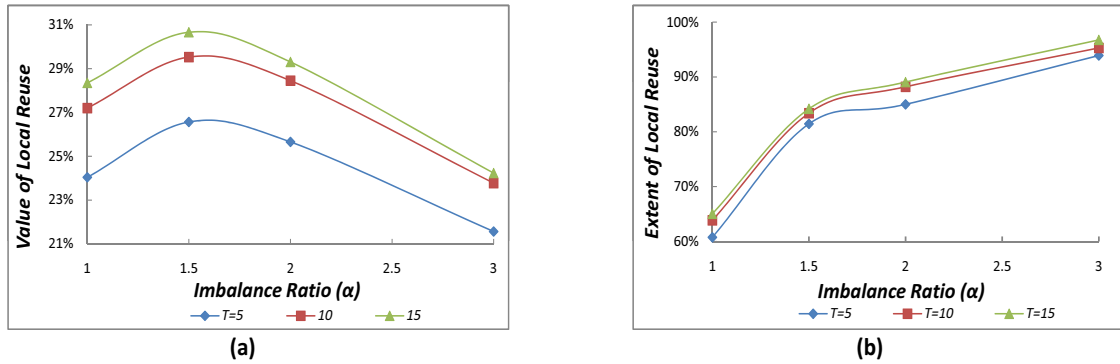 31%
29%
27%
25%
23%
21%
Value of Local Reuse
1 1.5 2 2.5 3
Imbalance Ratio (α)
T=5 10 15
(a)
100%
90%
80%
70%
60%
Extent of Local Reuse
1 1.5 2 2.5 3
Imbalance Ratio (α)
T=5 T=10 T=15
(b)